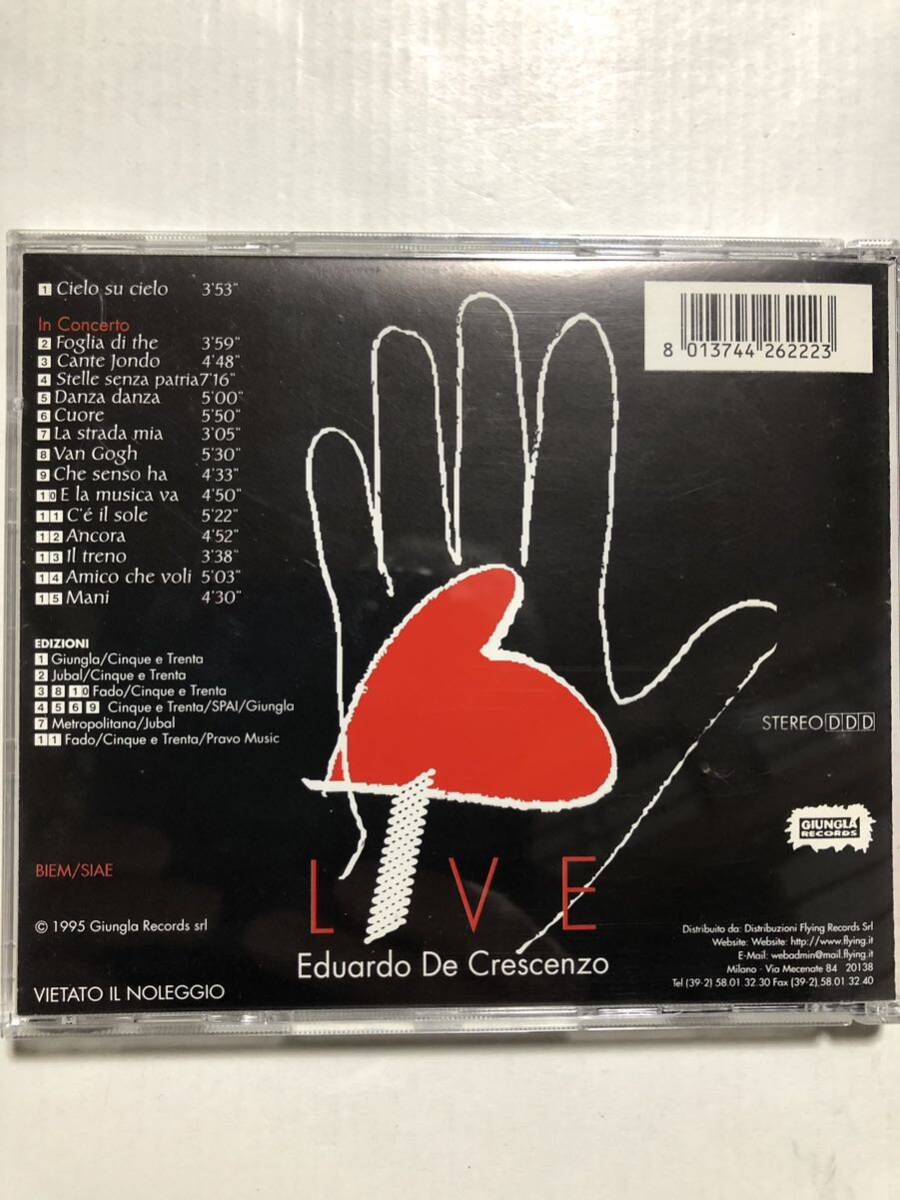 1 Cielo su cielo 3'53"
In Concerto
2 Foglia di the 3'59"
3 Cante Jondo 4'48"
4 Stelle senza patria 7'16"
5 Danza danza 5'00"
6 Cuore 5'50"
7 La strada mia 3'05"
8 Van Gogh 5'30"
9 Che senso ha 4'33"
10 E la musica va 4'50"
11 C'é il sole 5'22"
12 Ancora 4'52"
13 Il treno 3'38"
14 Amico che voli 5'03"
15 Mani 4'30"
8 013744 262223
EDIZIONI
1 Giungla/Cinque e Trenta
2 Jubal/Cinque e Trenta
3 8 10 Fado/Cinque e Trenta
4 5 6 9 Cinque e Trenta/SPAI/Giungla
7 Metropolitana/Jubal
11 Fado/Cinque e Trenta/Pravo Music
STEREO DDD
GIUNGLA
RECORDS
BIEM/SIAE
LIVE
Eduardo De Crescenzo
© 1995 Giungla Records srl
VIETATO IL NOLEGGIO
Distribuito da: Distribuzioni Flying Records Srl
Website: Website: http://www.flying.it
E-Mail: webadmin@mail.flying.it
Milano - Via Mecenate 84 20138
Tel (39-2) 58.01 32.30 Fax (39-2) 58.01 32 40